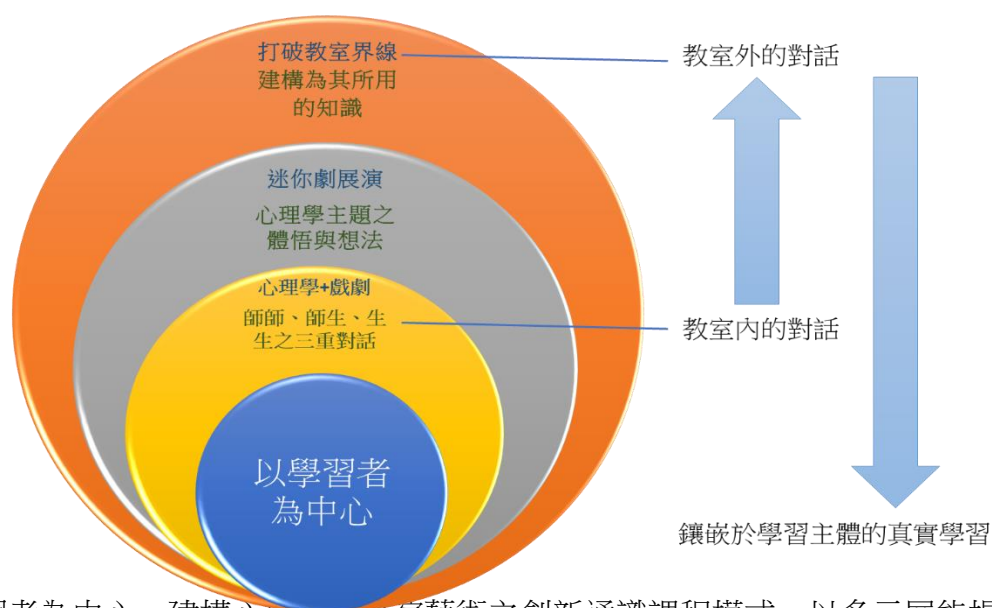 打破教室界線
建構為其所用
的知識
教室外的對話
迷你劇展演
心理學主題之
體悟與想法
心理學+戲劇
師師、師生、生
生之三重對話
教室內的對話
以學習者
為中心
鑲嵌於學習主體的真實學習